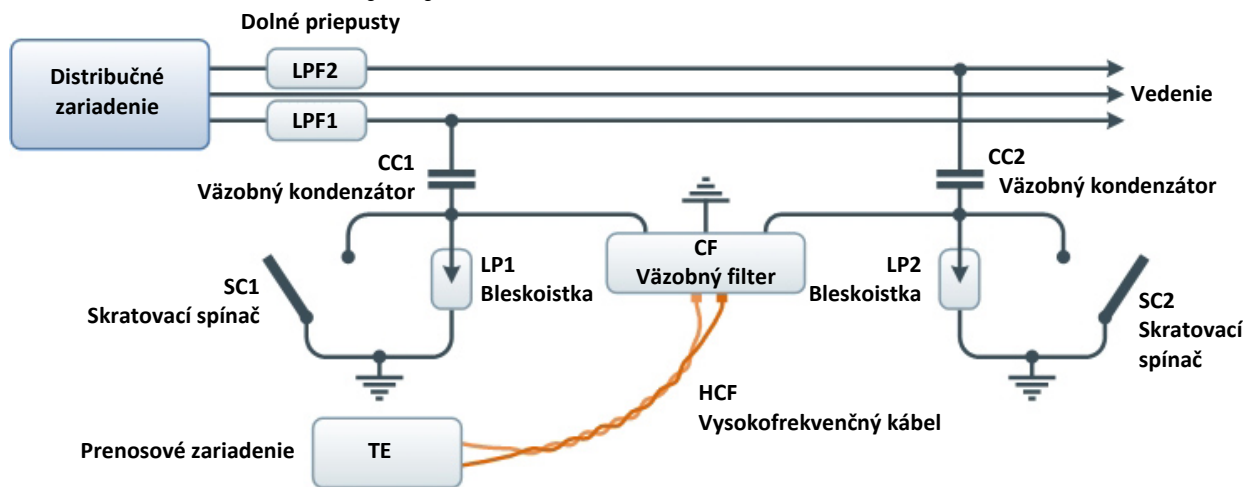 Dolné priepusty
Distribučné
zariadenie
LPF2
LPF1
Vedenie
CC1
Väzobný kondenzátor
CC2
Väzobný kondenzátor
CF
Väzobný filter
LP1
Bleskoistka
LP2
Bleskoistka
SC1
Skratovací spínač
SC2
Skratovací
spínač
HCF
Vysokofrekvenčný kábel
Prenosové zariadenie
TE